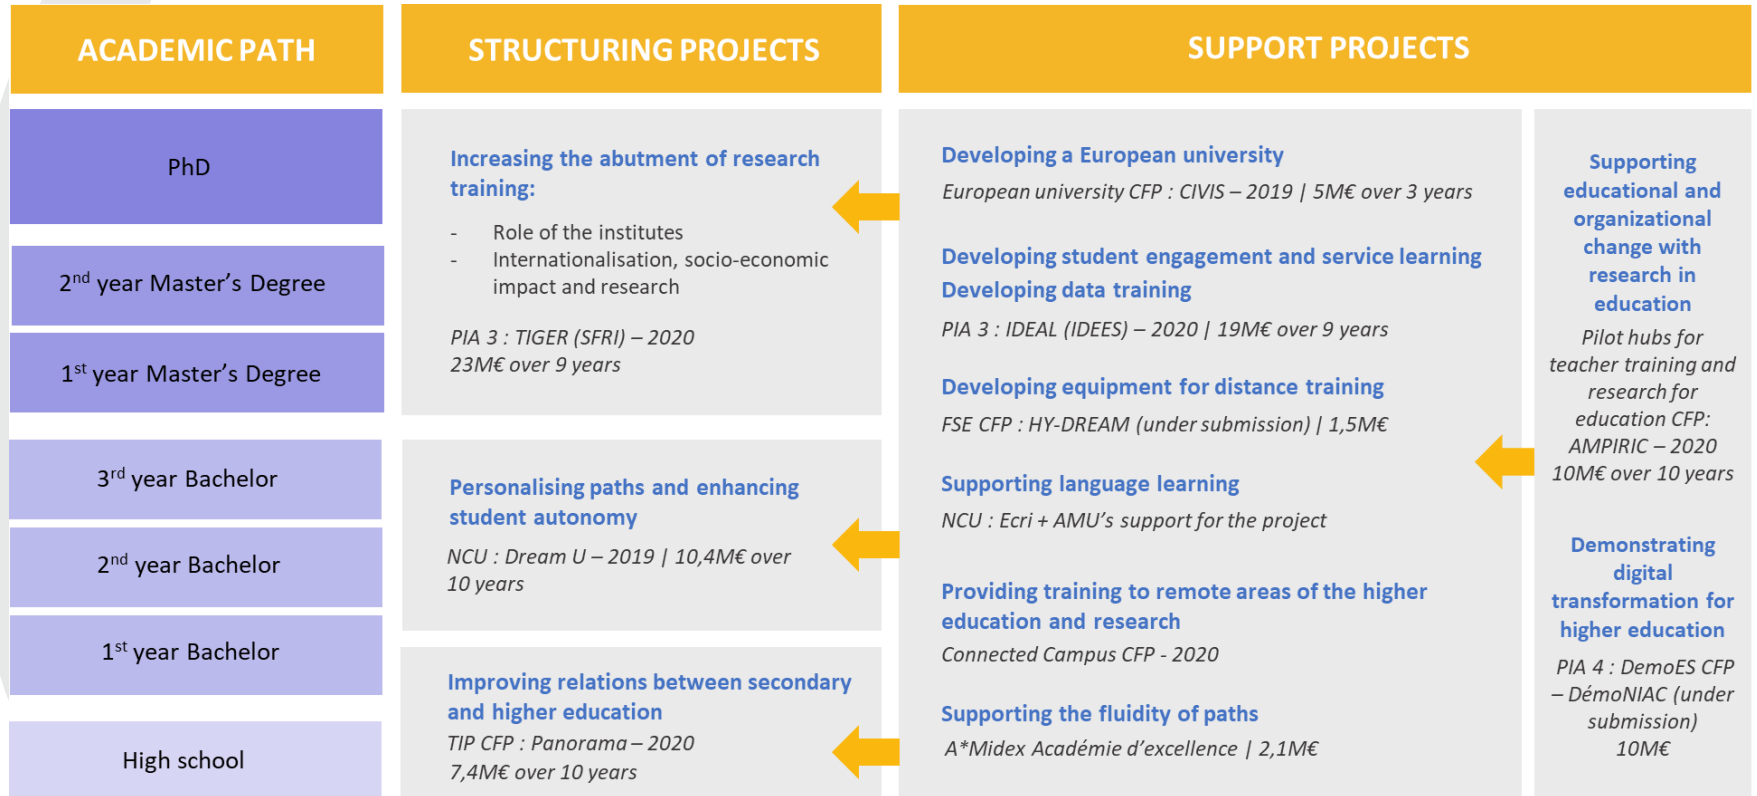 ACADEMIC PATH
STRUCTURING PROJECTS
SUPPORT PROJECTS
PhD
2nd year Master's Degree
1st year Master's Degree
3rd year Bachelor
2nd year Bachelor
1st year Bachelor
High school
Increasing the abutment of research
training:
- Role of the institutes
- Internationalisation, socio-economic
impact and research
PIA 3 : TIGER (SFRI) – 2020
23M€ over 9 years
Personalising paths and enhancing
student autonomy
NCU : Dream U – 2019 | 10,4M€ over
10 years
Improving relations between secondary
and higher education
TIP CFP : Panorama – 2020
7,4M€ over 10 years
Developing a European university
European university CFP : CIVIS – 2019 | 5M€ over 3 years
Developing student engagement and service learning
Developing data training
PIA 3 : IDEAL (IDEES) – 2020 | 19M€ over 9 years
Developing equipment for distance training
FSE CFP : HY-DREAM (under submission) | 1,5M€
Supporting language learning
NCU : Ecri + AMU's support for the project
Providing training to remote areas of the higher
education and research
Connected Campus CFP - 2020
Supporting the fluidity of paths
A*Midex Académie d'excellence | 2,1M€
Supporting
educational and
organizational
change with
research in
education
Pilot hubs for
teacher training and
research for
education CFP:
AMPIRIC – 2020
10M€ over 10 years
Demonstrating
digital
transformation for
higher education
PIA 4 : DemoES CFP
– DémoNIAC (under
submission)
10M€